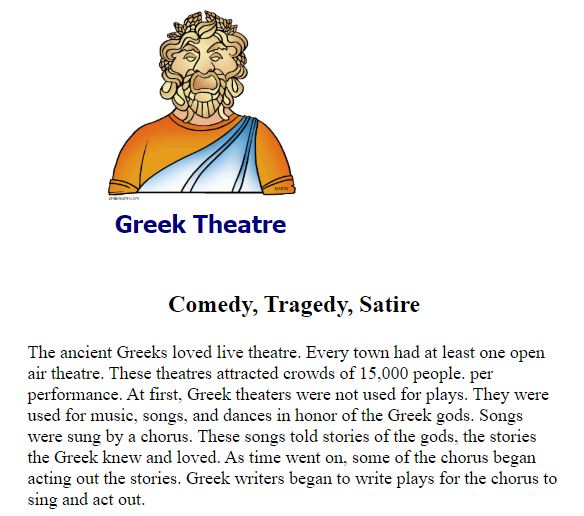 Greek Theatre
Comedy, Tragedy, Satire
The ancient Greeks loved live theatre. Every town had at least one open
air theatre. These theatres attracted crowds of 15,000 people. per
performance. At first, Greek theaters were not used for plays. They were
used for music, songs, and dances in honor of the Greek gods. Songs
were sung by a chorus. These songs told stories of the gods, the stories
the Greek knew and loved. As time went on, some of the chorus began
acting out the stories. Greek writers began to write plays for the chorus to
sing and act out.